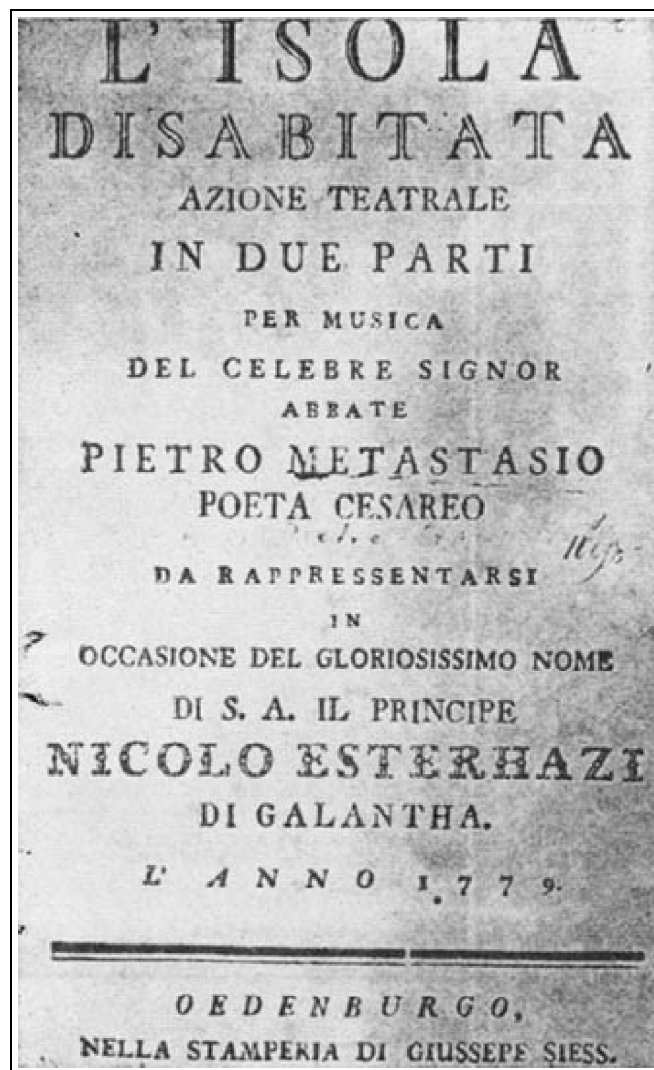 L'ISOLA
DISABITATA
AZIONE TEATRALE
IN DUE PARTI
PER MUSICA
DEL CELEBRE SIGNOR
ABBATE
PIETRO METASTASIO
POETA CESAREO
DA RAPPRESSENTARSI
IN
OCCASIONE DEL GLORIOSISSIMO NOME
DI S. A. IL PRINCIPE
NICOLO ESTERHAZI
DI GALANTHA.
L' ANNO 1779.
OEDENBURGO,
NELLA STAMPERIA DI GIUSSEPE SIESS.